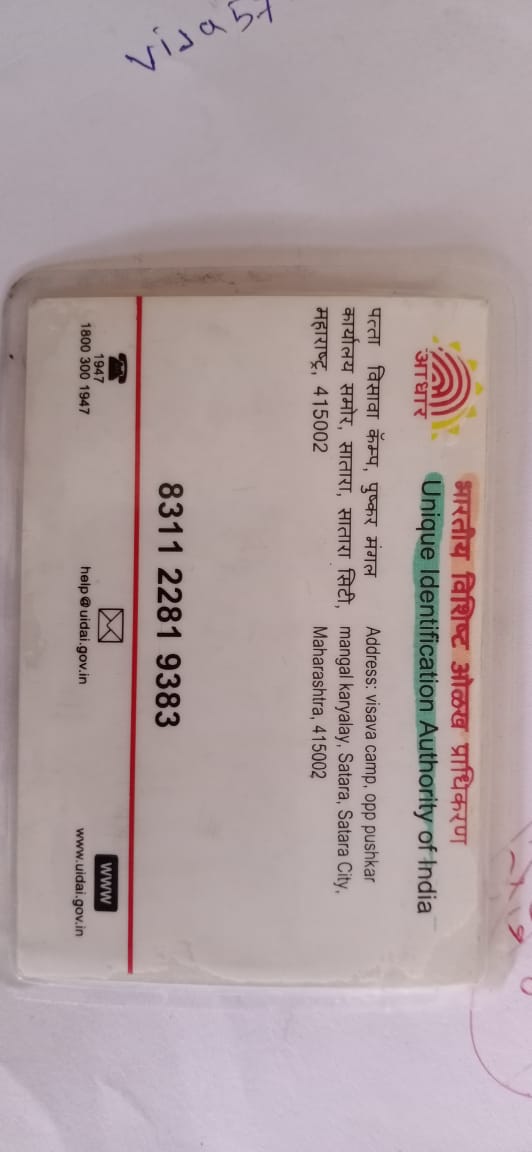 visa 57
आधार
भारतीय विशिष्ट ओळख प्राधिकरण
Unique Identification Authority of India
पत्ता विसावा कॅम्प, पुष्कर मंगल
कार्यालय समोर, सातारा, सातारा सिटी,
महाराष्ट्र, 415002
Address: visava camp, opp pushkar
mangal karyalay, Satara, Satara City,
Maharashtra, 415002
8311 2281 9383
1947
1800 300 1947
help@uidai.gov.in
www
www.uidai.gov.in